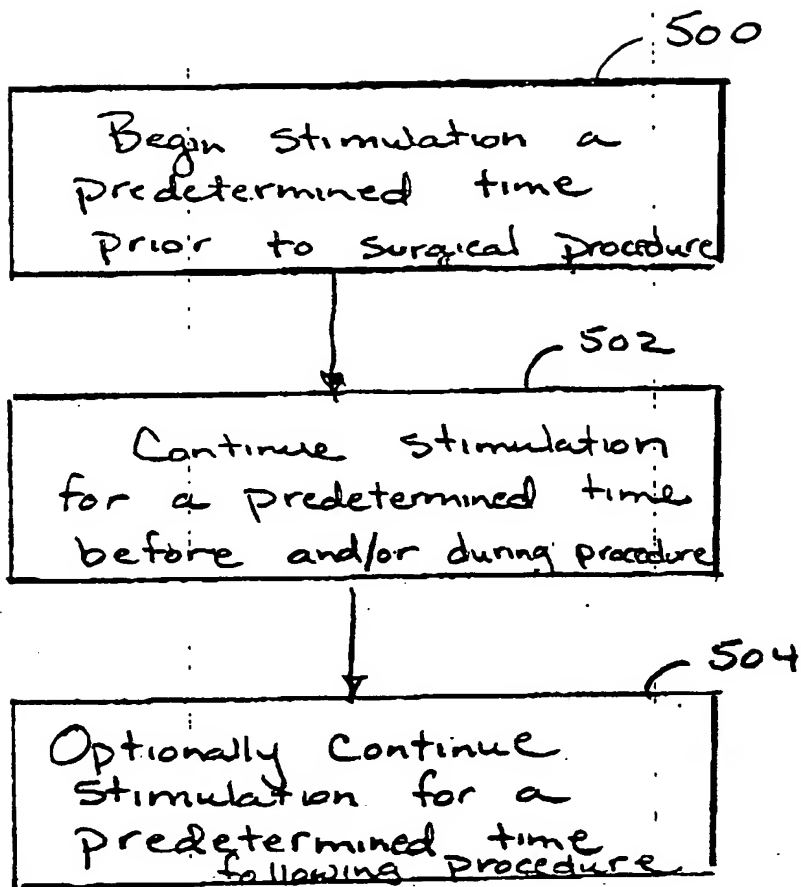 500
Begin stimulation a
predetermined time
prior to surgical procedure
502
Continue stimulation
for a predetermined time
before and/or during procedure
504
Optionally continue
stimulation for a
predetermined time
following procedure.